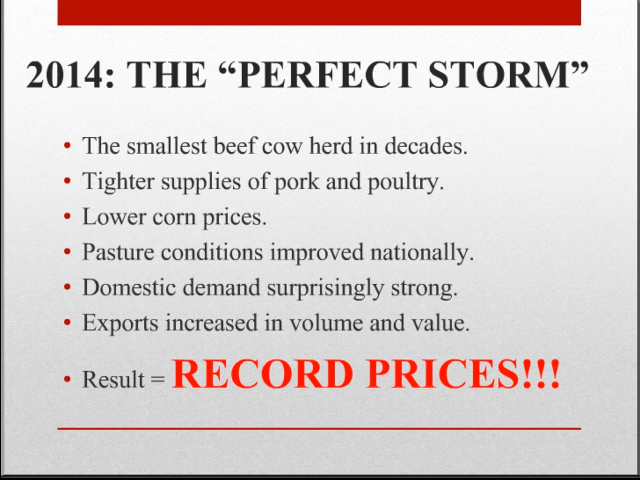 2014: THE “PERFECT STORM”
• The smallest beef cow herd in decades.
• Tighter supplies of pork and poultry.
• Lower corn prices.
• Pasture conditions improved nationally.
• Domestic demand surprisingly strong.
• Exports increased in volume and value.
• Result = RECORD PRICES!!!